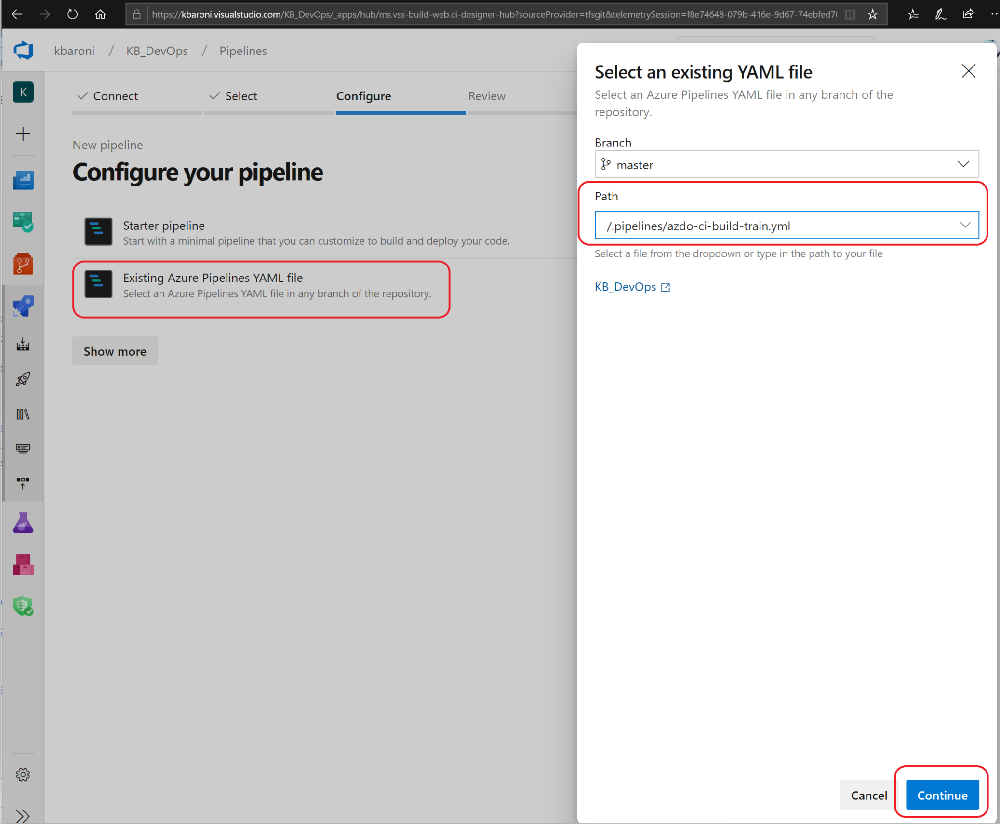 https://kbaroni.visualstudio.com/KB_DevOps/_apps/hub/ms.vss-build-web.ci-designer-hub?sourceProvider=tfsgit&telemetrySession=f8e74648-079b-416e-9d67-74ebfed7
kbaroni / KB_DevOps / Pipelines
K
Connect
Select
Configure
Review
New pipeline
Configure your pipeline
Starter pipeline
Start with a minimal pipeline that you can customize to build and deploy your code.
Existing Azure Pipelines YAML file
Select an Azure Pipelines YAML file in any branch of the repository.
Show more
Select an existing YAML file
Select an Azure Pipelines YAML file in any branch of the
repository.
Branch
master
Path
/.pipelines/azdo-ci-build-train.yml
Select a file from the dropdown or type in the path to your file
KB_DevOps
Cancel
Continue